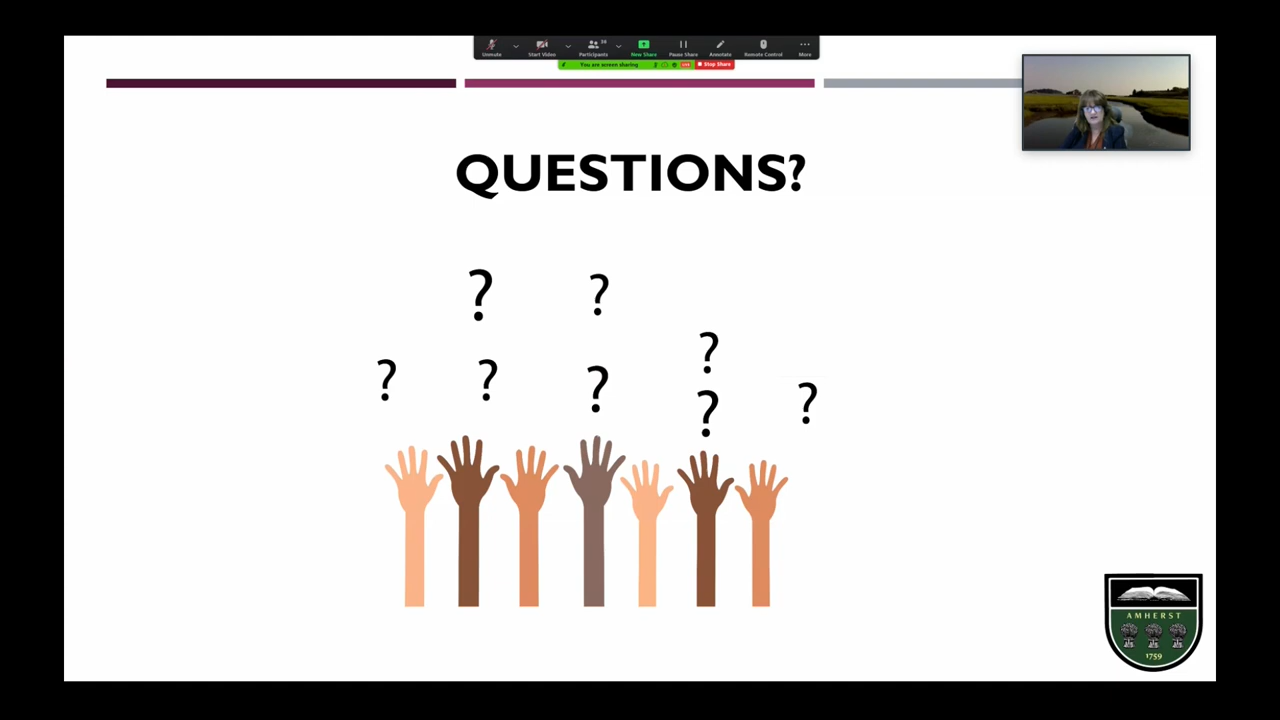 Unmute Start Video Participants 34 New Share Pause Share Annotate Remote Control More
You are screen sharing Stop Share
QUESTIONS?
? ?
?
? ? ?
? ?
AMHERST
1759